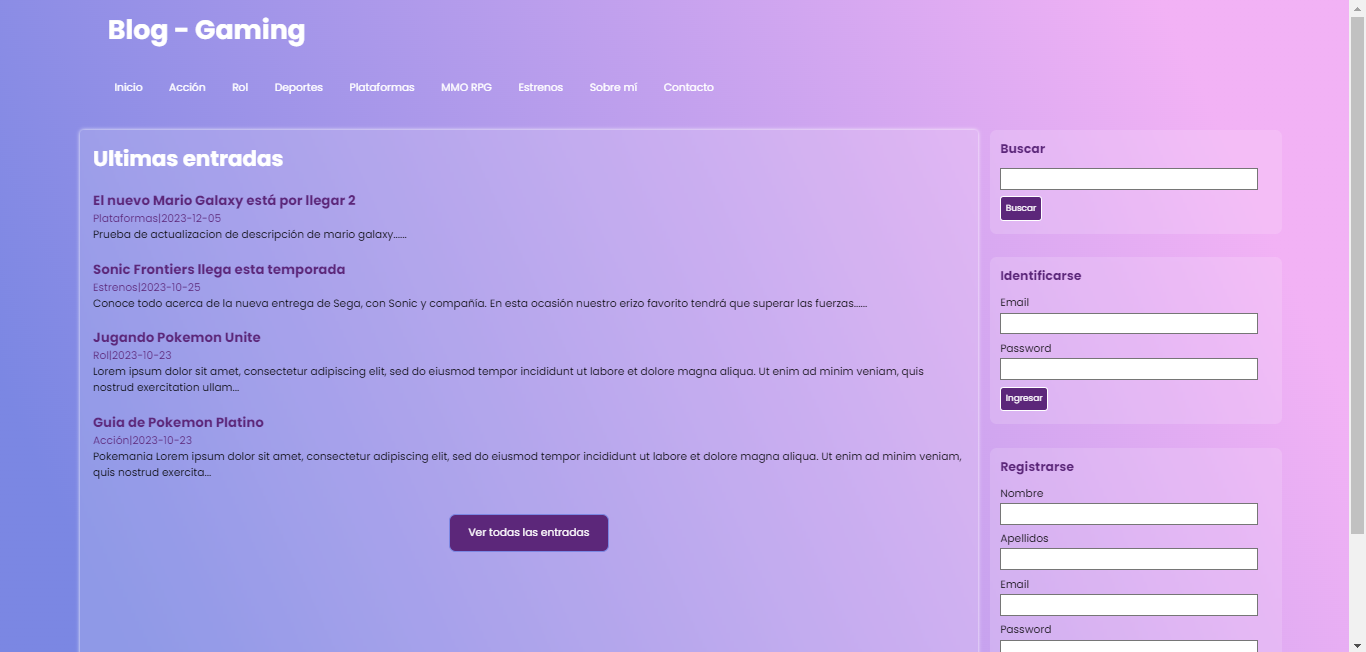 Blog - Gaming
Inicio Acción Rol Deportes Plataformas MMO RPG Estrenos Sobre mí Contacto
Ultimas entradas
El nuevo Mario Galaxy está por llegar 2
Plataformas|2023-12-05
Prueba de actualizacion de descripción de mario galaxy......
Sonic Frontiers llega esta temporada
Estrenos|2023-10-25
Conoce todo acerca de la nueva entrega de Sega, con Sonic y compañia. En esta ocasión nuestro erizo favorito tendrá que superar las fuerzas......
Jugando Pokemon Unite
Rol|2023-10-23
Lorem ipsum dolor sit amet, consectetur adipiscing elit, sed do eiusmod tempor incididunt ut labore et dolore magna aliqua. Ut enim ad minim veniam, quis
nostrud exercitation ullam...
Guia de Pokemon Platino
Acción|2023-10-23
Pokemania Lorem ipsum dolor sit amet, consectetur adipiscing elit, sed do eiusmod tempor incididunt ut labore et dolore magna aliqua. Ut enim ad minim veniam,
quis nostrud exercita...
Ver todas las entradas
Buscar
Buscar
Identificarse
Email
Password
Ingresar
Registrarse
Nombre
Apellidos
Email
Password